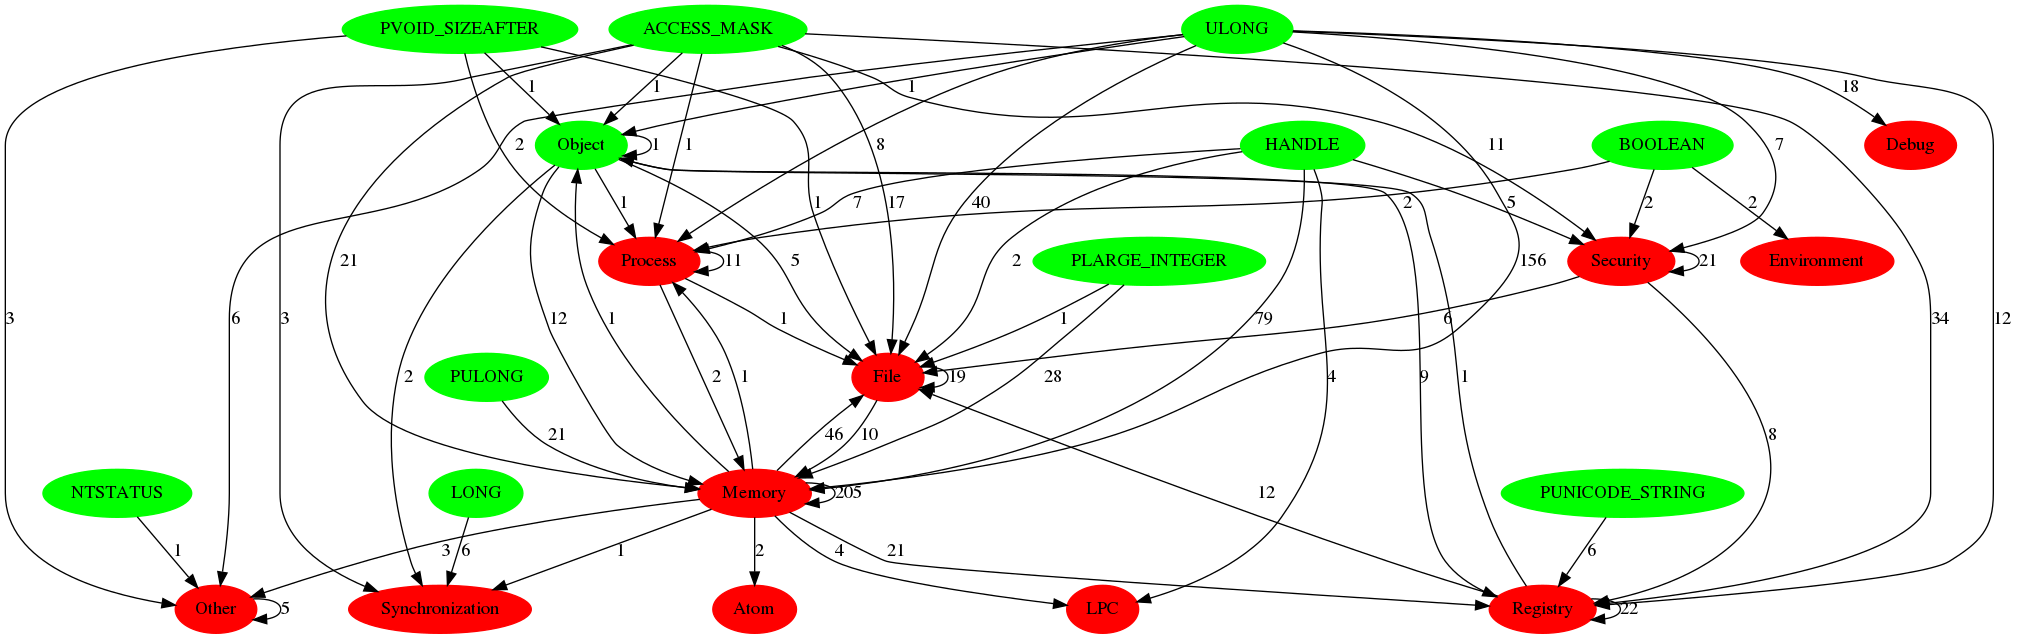 PVOID_SIZEAFTER
ACCESS_MASK
ULONG
1
1
1
18
Object
HANDLE
BOOLEAN
Debug
2
1
1
8
11
7
1
7
1
17
40
2
5
2
2
Process
11
PLARGE_INTEGER
Security
21
Environment
21
5
2
156
3
6
3
12
1
1
1
79
6
34
12
PULONG
File
19
2
2
1
28
4
9
1
21
46
10
8
NTSTATUS
LONG
Memory
205
12
PUNICODE_STRING
1
3
6
1
2
4
21
6
Other
5
Synchronization
Atom
LPC
Registry
22